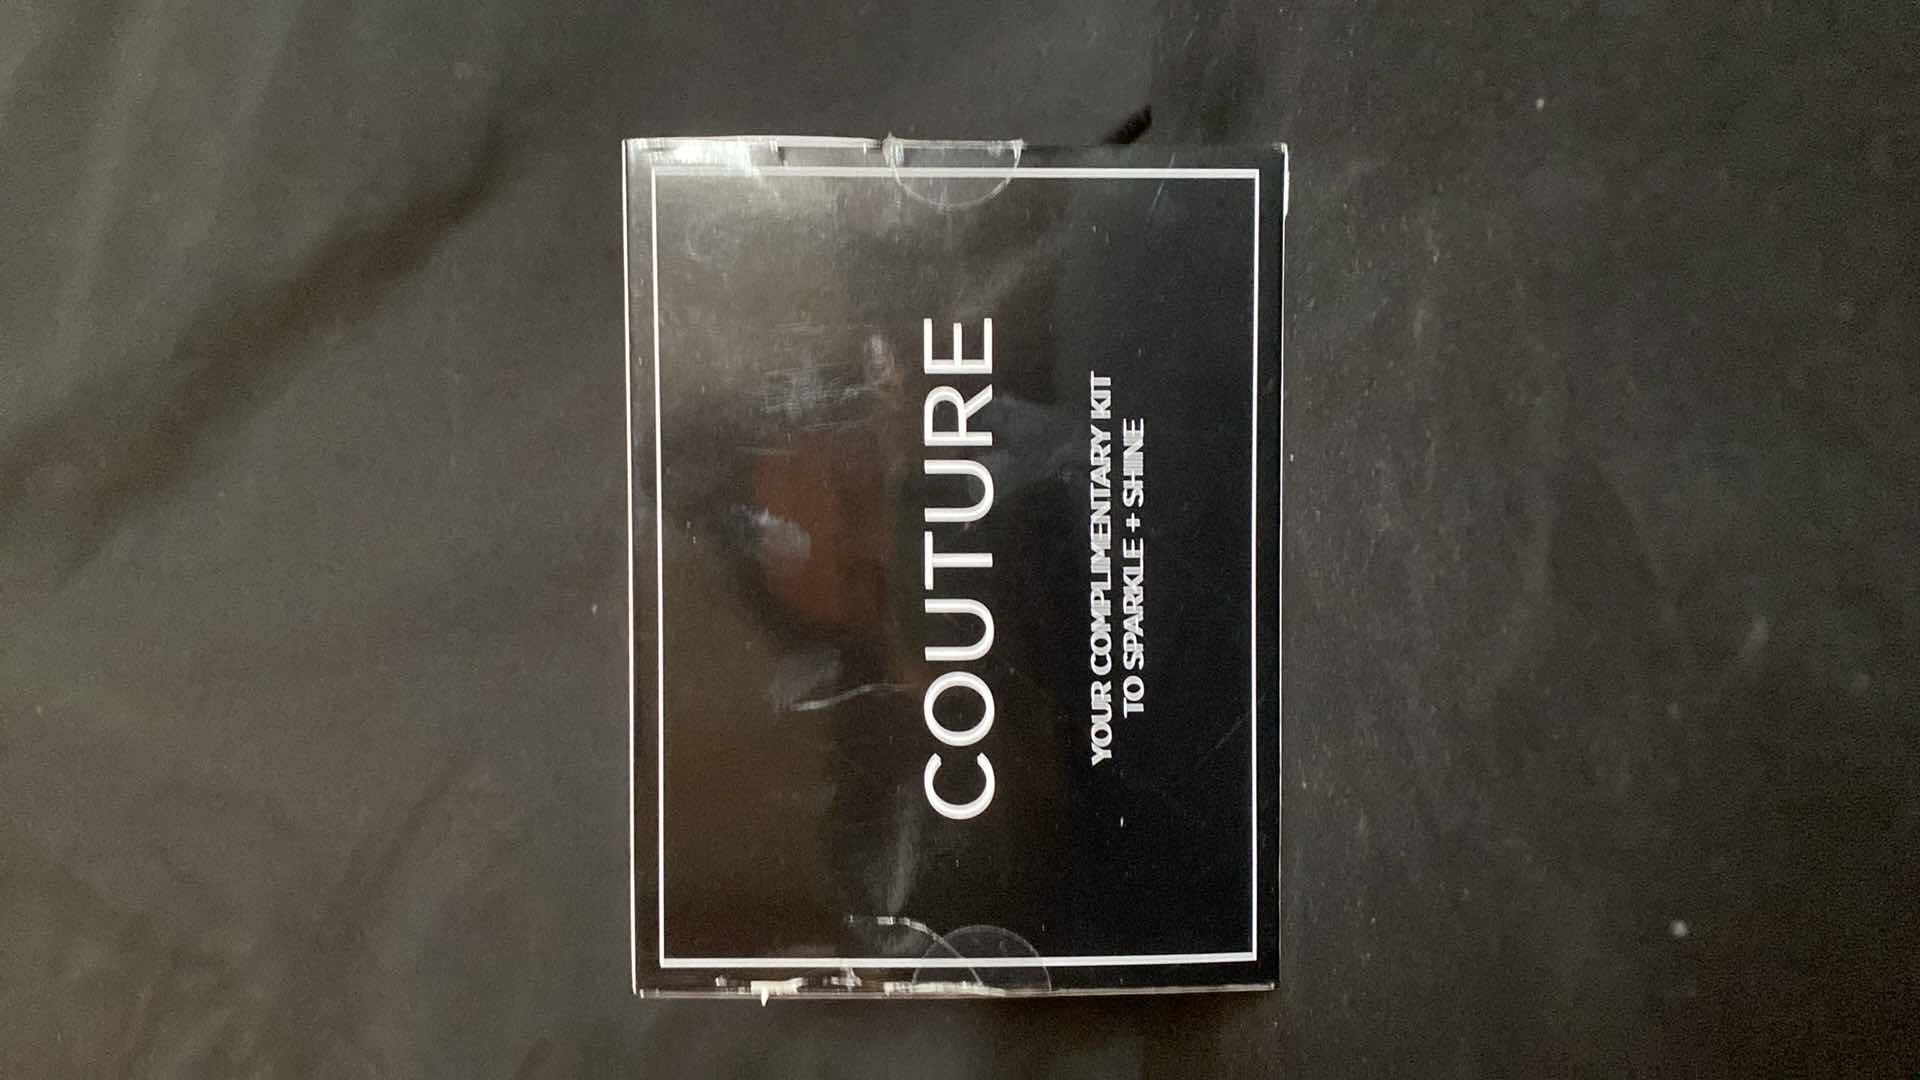 COUTURE
YOUR COMPLIMENTARY KIT
TO SPARKLE + SHINE